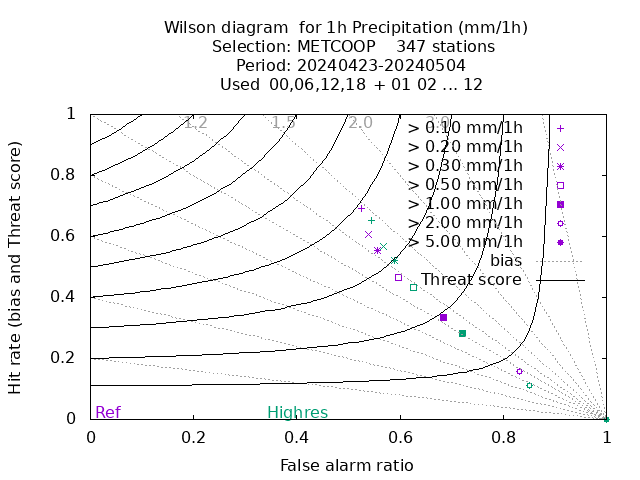 Wilson diagram for 1h Precipitation (mm/1h)
Selection: METCOOP 347 stations
Period: 20240423-20240504
Used 00,06,12,18 + 01 02 ... 12
Hit rate (bias and Threat score)
1
0.8
0.6
0.4
0.2
0
1.2
1.5
2.0
3.0
> 0.10 mm/1h
> 0.20 mm/1h
> 0.30 mm/1h
> 0.50 mm/1h
> 1.00 mm/1h
> 2.00 mm/1h
> 5.00 mm/1h
bias
Threat score
Ref
Highres
0
0.2
0.4
0.6
0.8
1
False alarm ratio